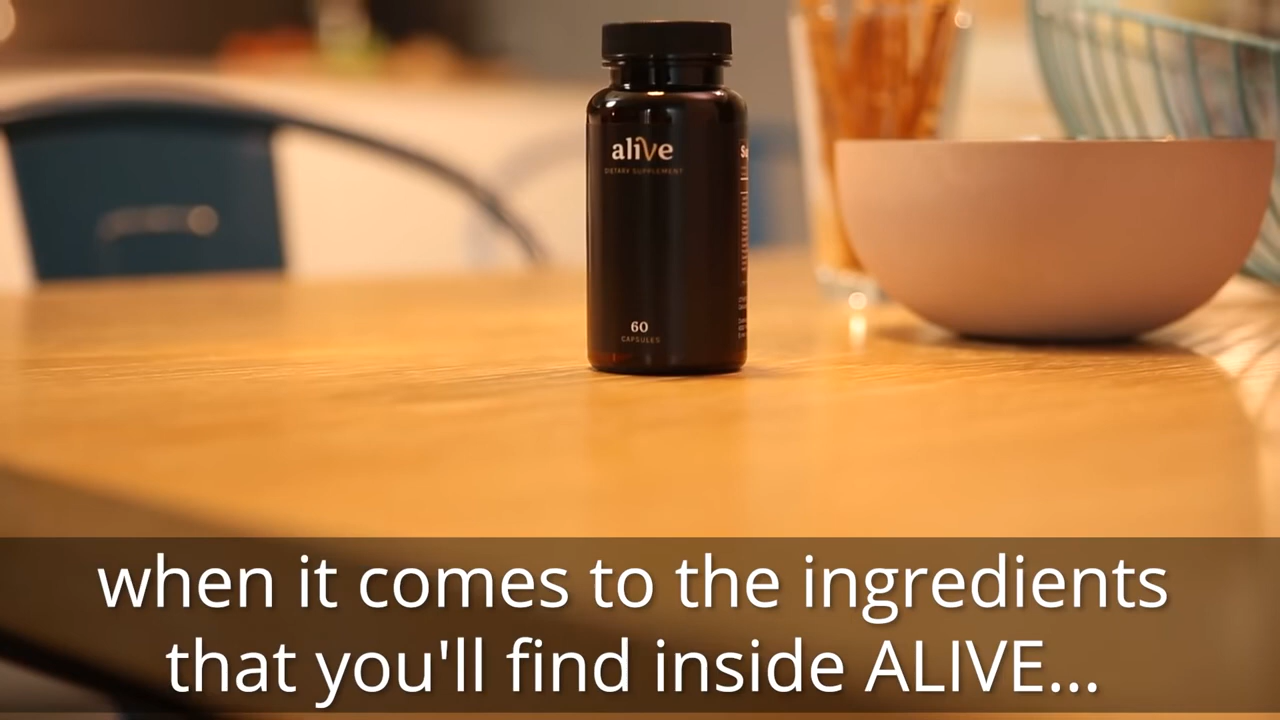 alive
DIETARY SUPPLEMENT
60
CAPSULES
when it comes to the ingredients
that you'll find inside ALIVE...